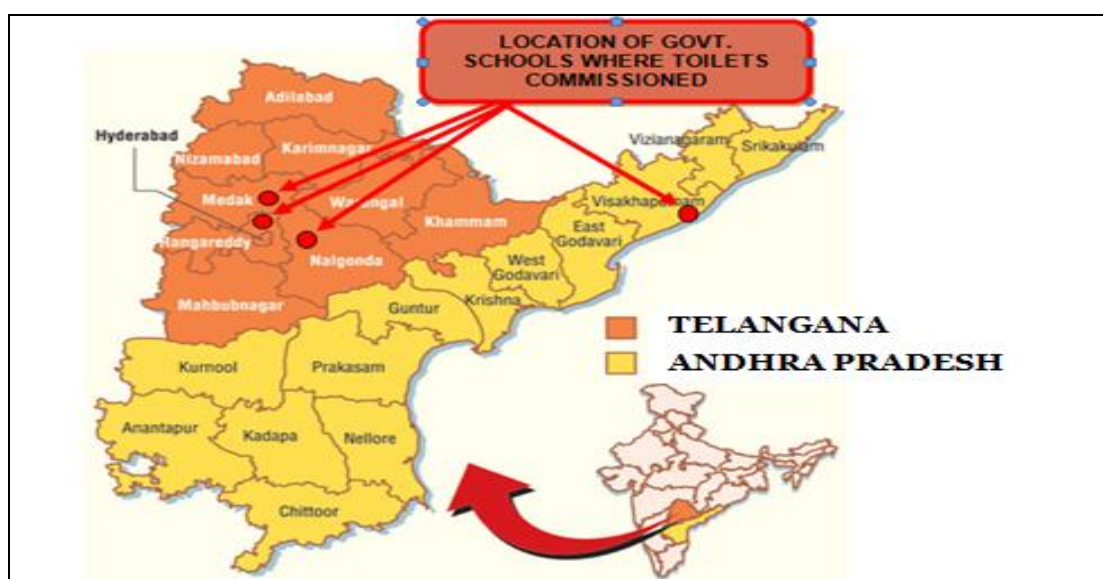 LOCATION OF GOVT.
SCHOOLS WHERE TOILETS
COMMISSIONED
Adilabad
Hyderabad
Nizamabad
Karimnagar
Vizianagaram
Srikakulam
Medak
Warangal
Visakhapatnam
Khammam
Rangareddy
East
Godavari
Nalgonda
West
Godavari
Mahbubnagar
Guntur
Krishna
TELANGANA
ANDHRA PRADESH
Kurnool
Prakasam
Anantapur
Kadapa
Nellore
Chittoor